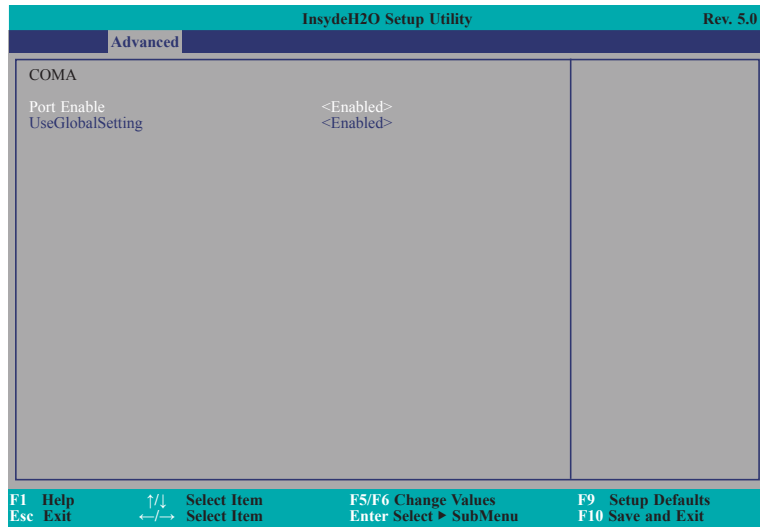 InsydeH2O Setup Utility Rev. 5.0
Advanced
COMA
Port Enable <Enabled>
UseGlobalSetting <Enabled>
F1 Help ↑/↓ Select Item F5/F6 Change Values F9 Setup Defaults
Esc Exit ←/→ Select Item Enter Select ► SubMenu F10 Save and Exit